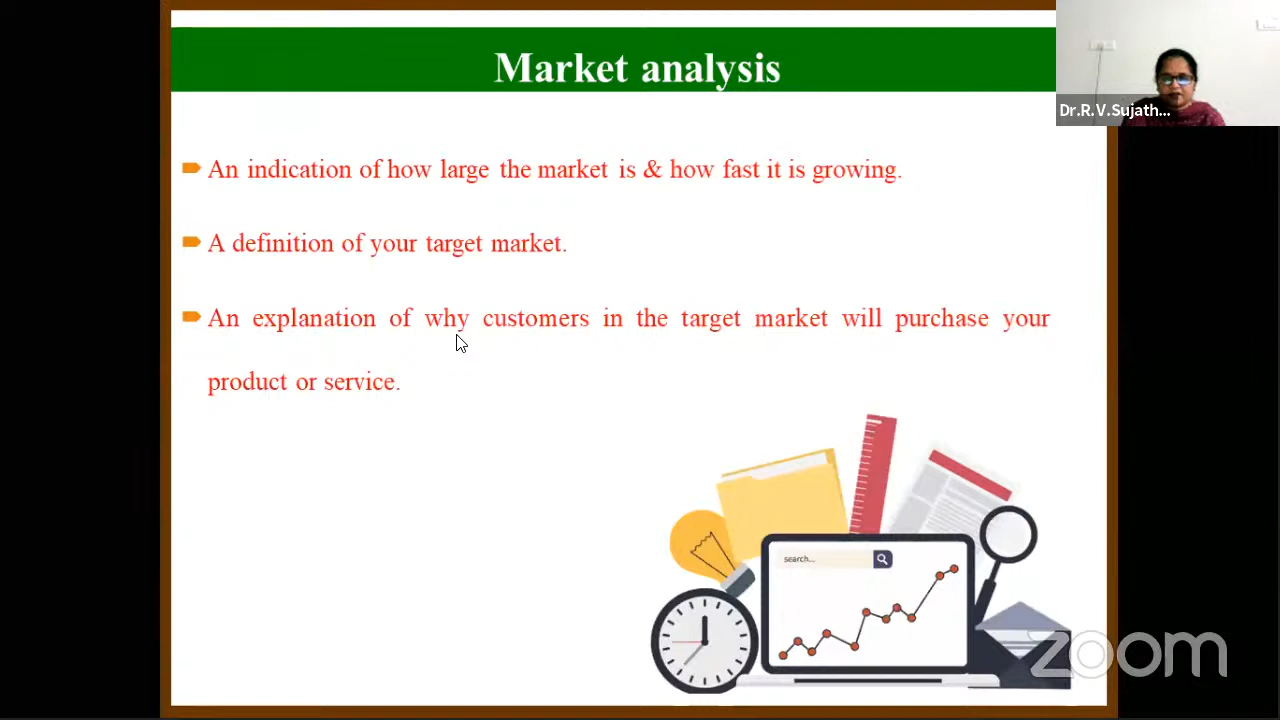 Market analysis
Dr.R.V.Sujath...
An indication of how large the market is & how fast it is growing.
A definition of your target market.
An explanation of why customers in the target market will purchase your
product or service.
search...
zoom